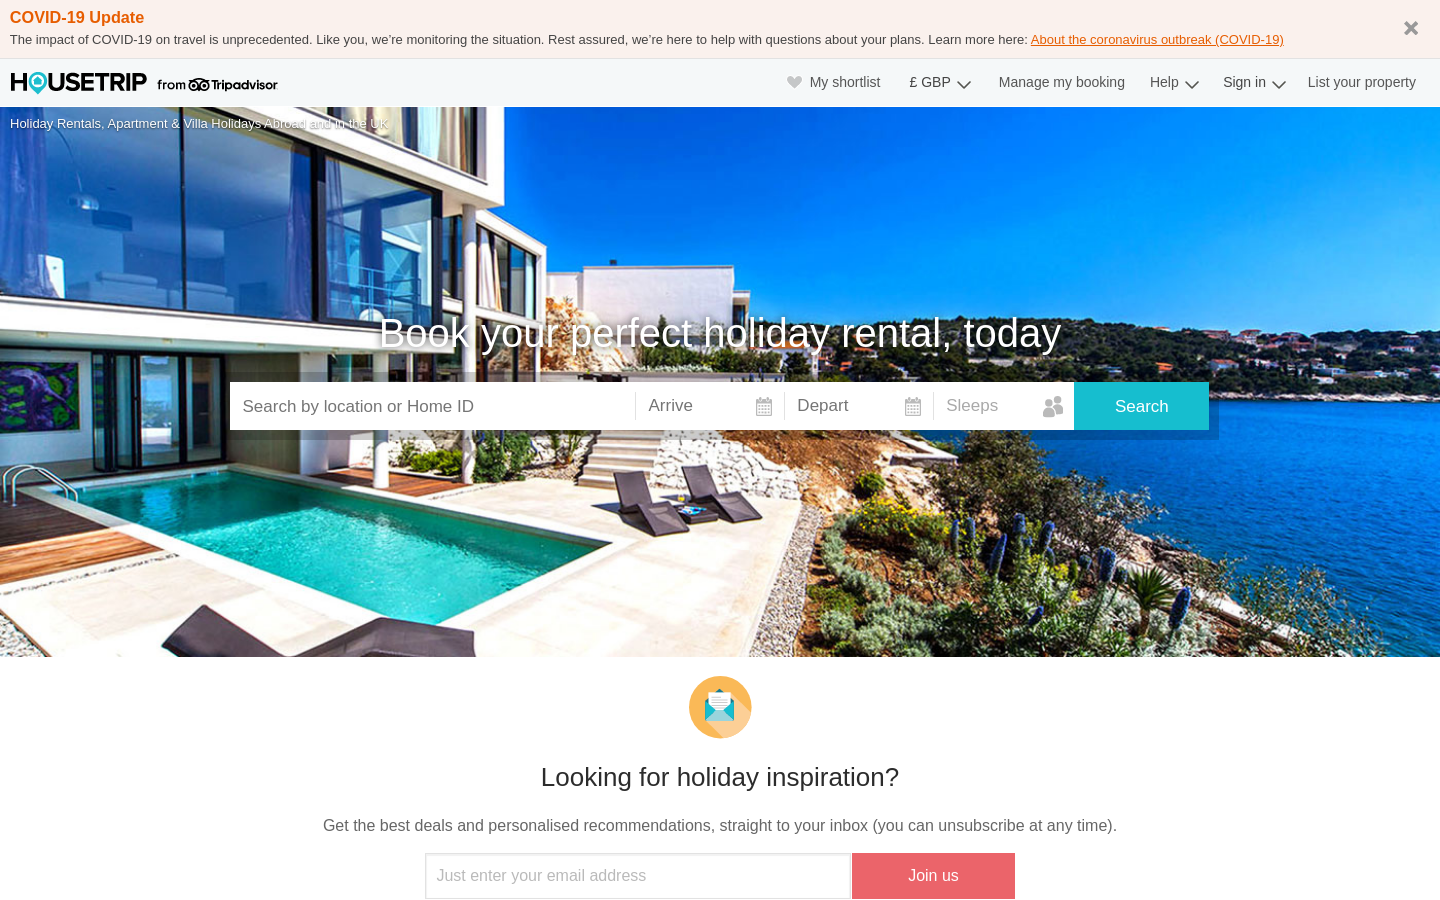 COVID-19 Update
The impact of COVID-19 on travel is unprecedented. Like you, we’re monitoring the situation. Rest assured, we’re here to help with questions about your plans. Learn more here: About the coronavirus outbreak (COVID-19)
HOUSETRIP from Tripadvisor
My shortlist
£ GBP
Manage my booking
Help
Sign in
List your property
Holiday Rentals, Apartment & Villa Holidays Abroad and in the UK
Book your perfect holiday rental, today
Search by location or Home ID
Arrive
Depart
Sleeps
Search
Looking for holiday inspiration?
Get the best deals and personalised recommendations, straight to your inbox (you can unsubscribe at any time).
Just enter your email address
Join us